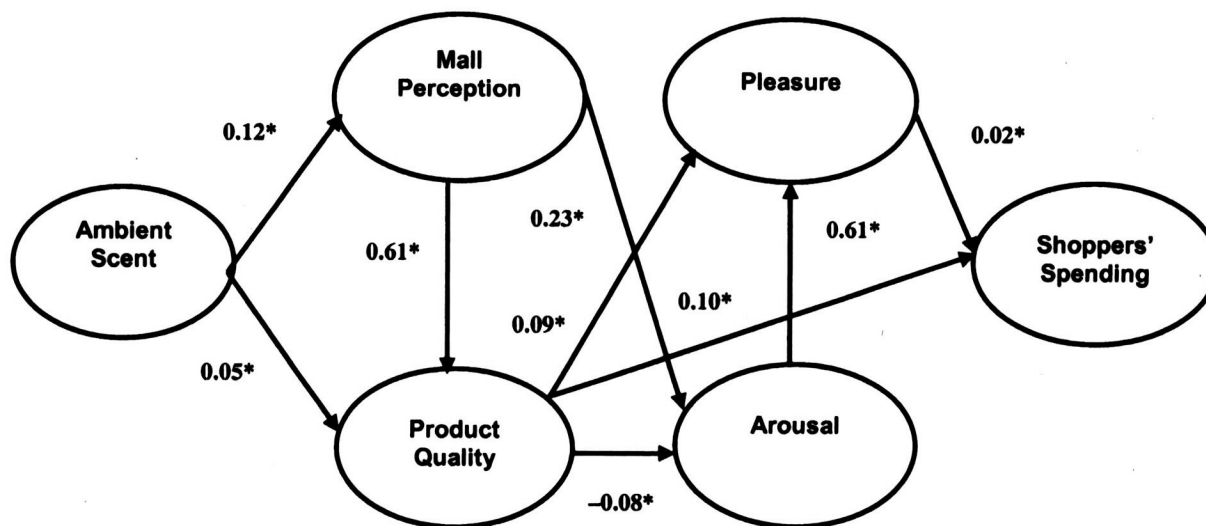 Mall
Perception
Pleasure
0.12*
0.02*
Ambient
Scent
0.61*
0.23*
0.61*
Shoppers'
Spending
0.05*
0.09*
0.10*
Product
Quality
Arousal
–0.08*